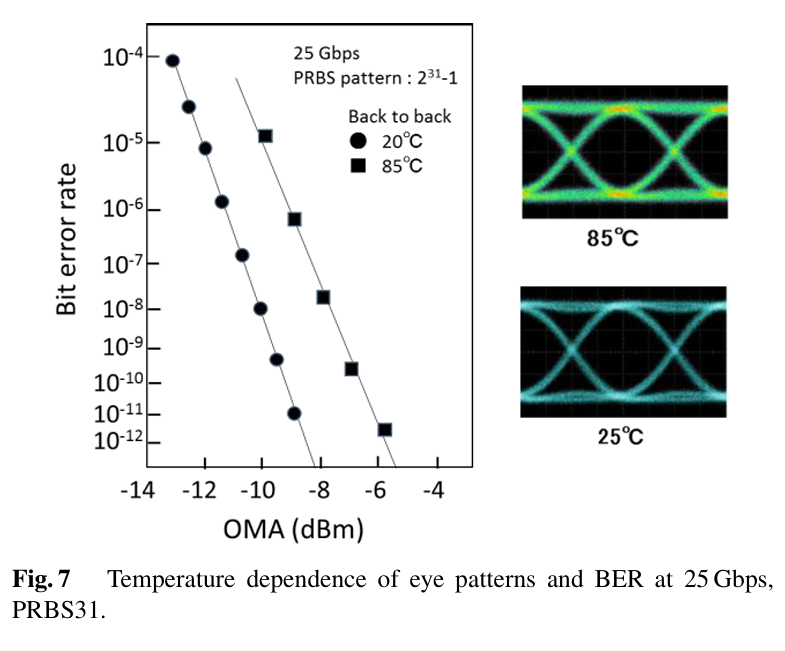 25 Gbps
PRBS pattern : 2³¹-1
Back to back
20℃
85℃
Bit error rate
10⁻⁴
10⁻⁵
10⁻⁶
10⁻⁷
10⁻⁸
10⁻⁹
10⁻¹⁰
10⁻¹¹
10⁻¹²
-14 -12 -10 -8 -6 -4
OMA (dBm)
85℃
25℃
Fig. 7 Temperature dependence of eye patterns and BER at 25 Gbps,
PRBS31.